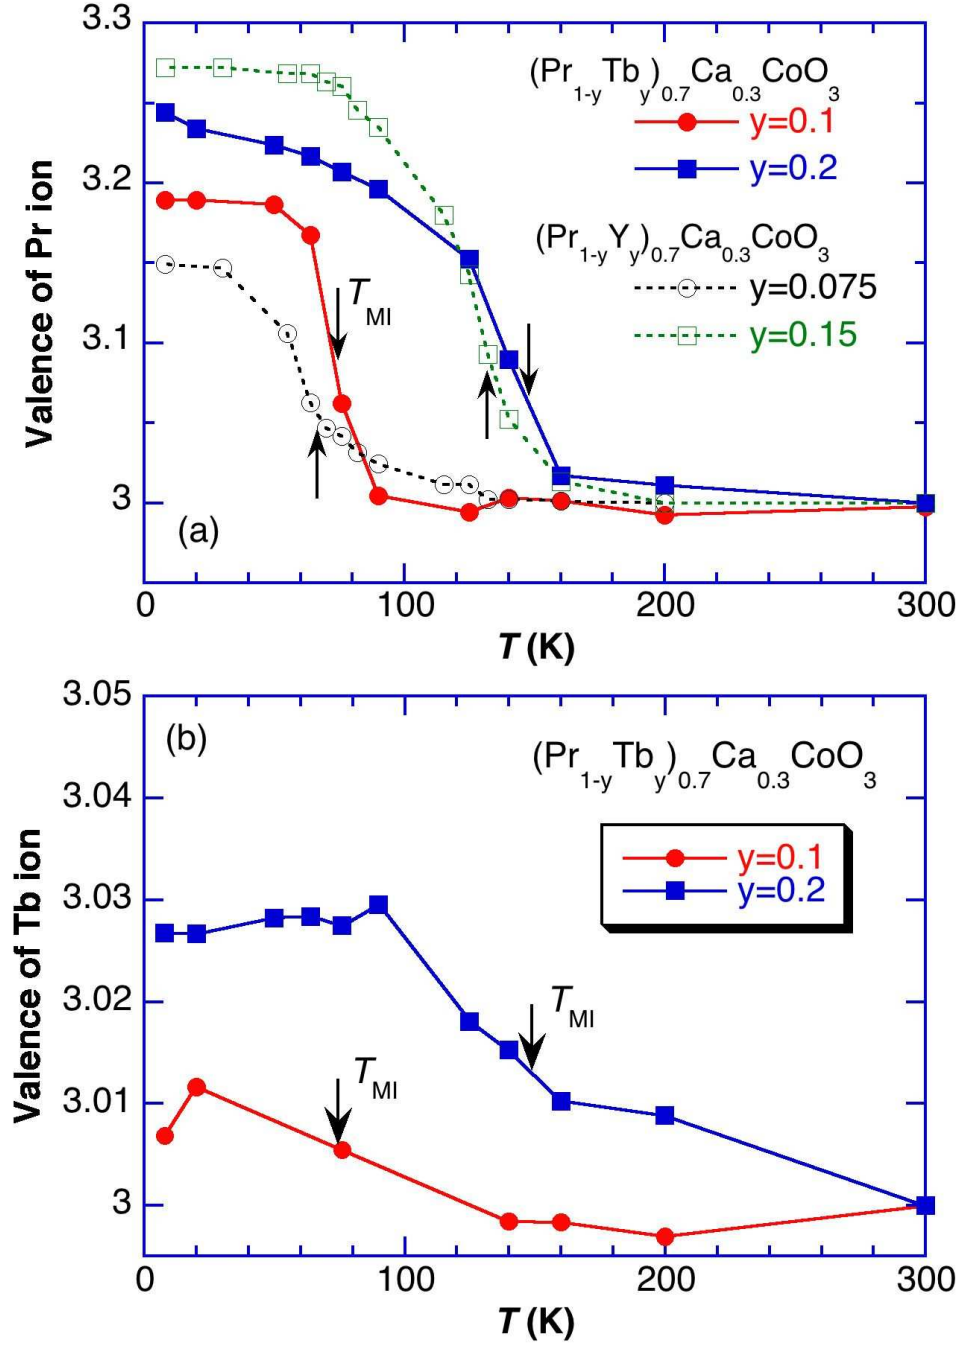 3.3
3.2
3.1
3
Valence of Pr ion
(Pr1-yTby)0.7Ca0.3CoO3
y=0.1
y=0.2
(Pr1-yYy)0.7Ca0.3CoO3
y=0.075
y=0.15
TMI
(a)
0 100 200 300
T (K)
3.05
3.04
3.03
3.02
3.01
3
Valence of Tb ion
(b)
(Pr1-yTby)0.7Ca0.3CoO3
y=0.1
y=0.2
TMI
TMI
0 100 200 300
T (K)